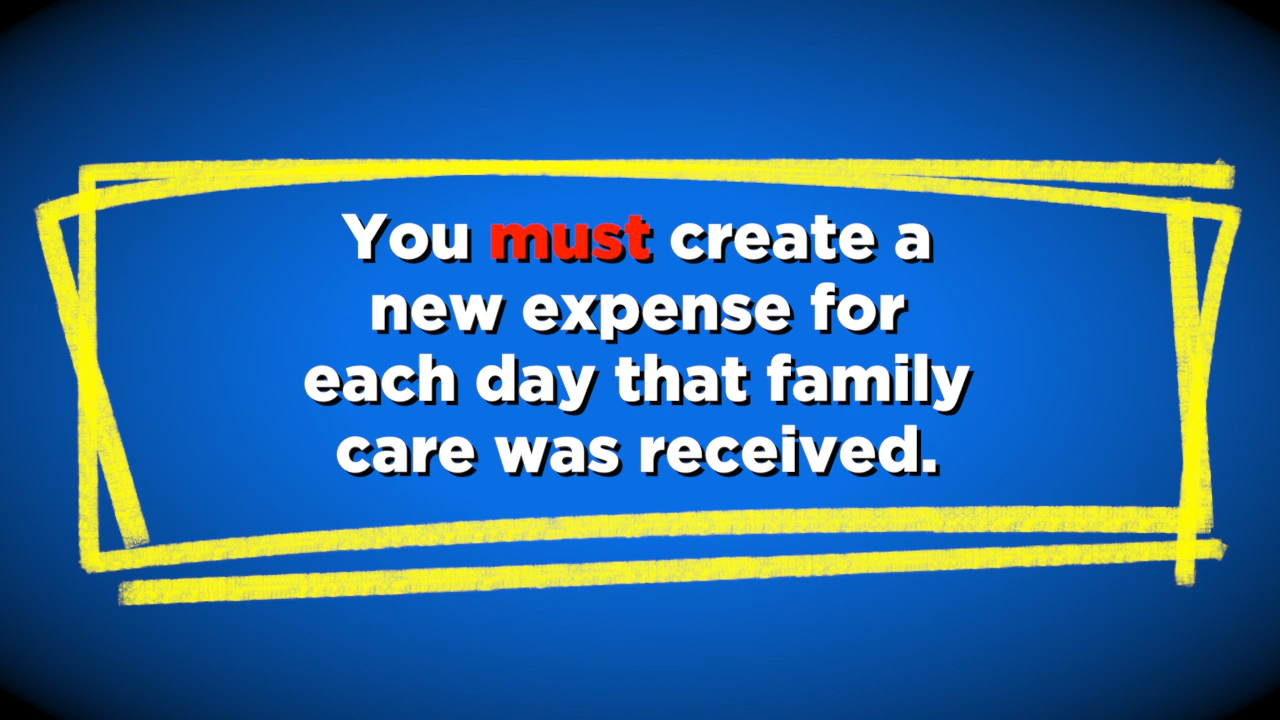 You must create a
new expense for
each day that family
care was received.